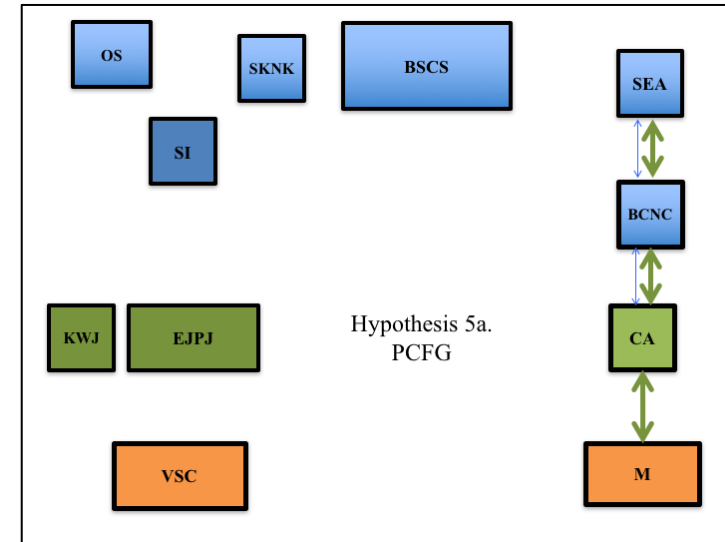 OS
SKNK
BSCS
SEA
SI
BCNC
KWJ
EJPJ
Hypothesis 5a.
PCFG
CA
VSC
M